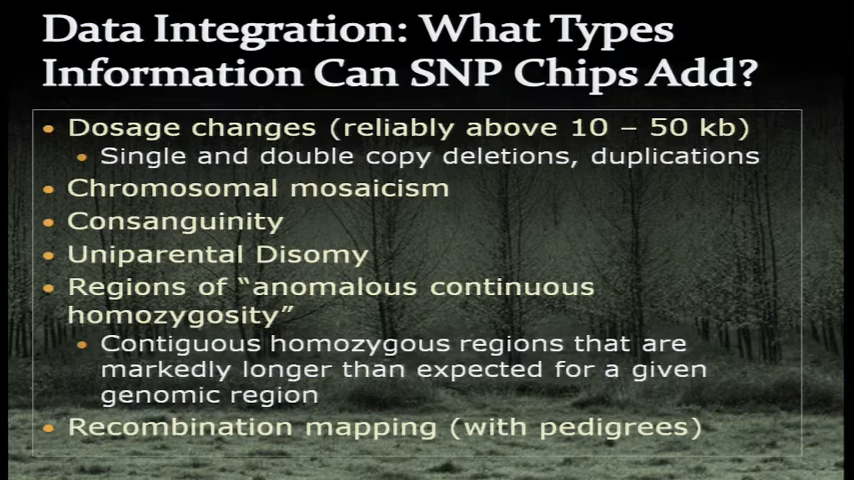 Data Integration: What Types
Information Can SNP Chips Add?
• Dosage changes (reliably above 10 – 50 kb)
• Single and double copy deletions, duplications
• Chromosomal mosaicism
• Consanguinity
• Uniparental Disomy
• Regions of “anomalous continuous
homozygosity”
• Contiguous homozygous regions that are
markedly longer than expected for a given
genomic region
• Recombination mapping (with pedigrees)